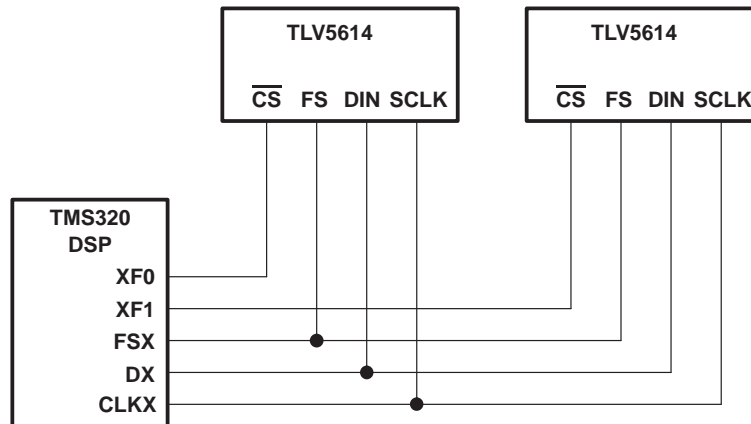 TLV5614
CS FS DIN SCLK
TLV5614
CS FS DIN SCLK
TMS320
DSP
XF0
XF1
FSX
DX
CLKX